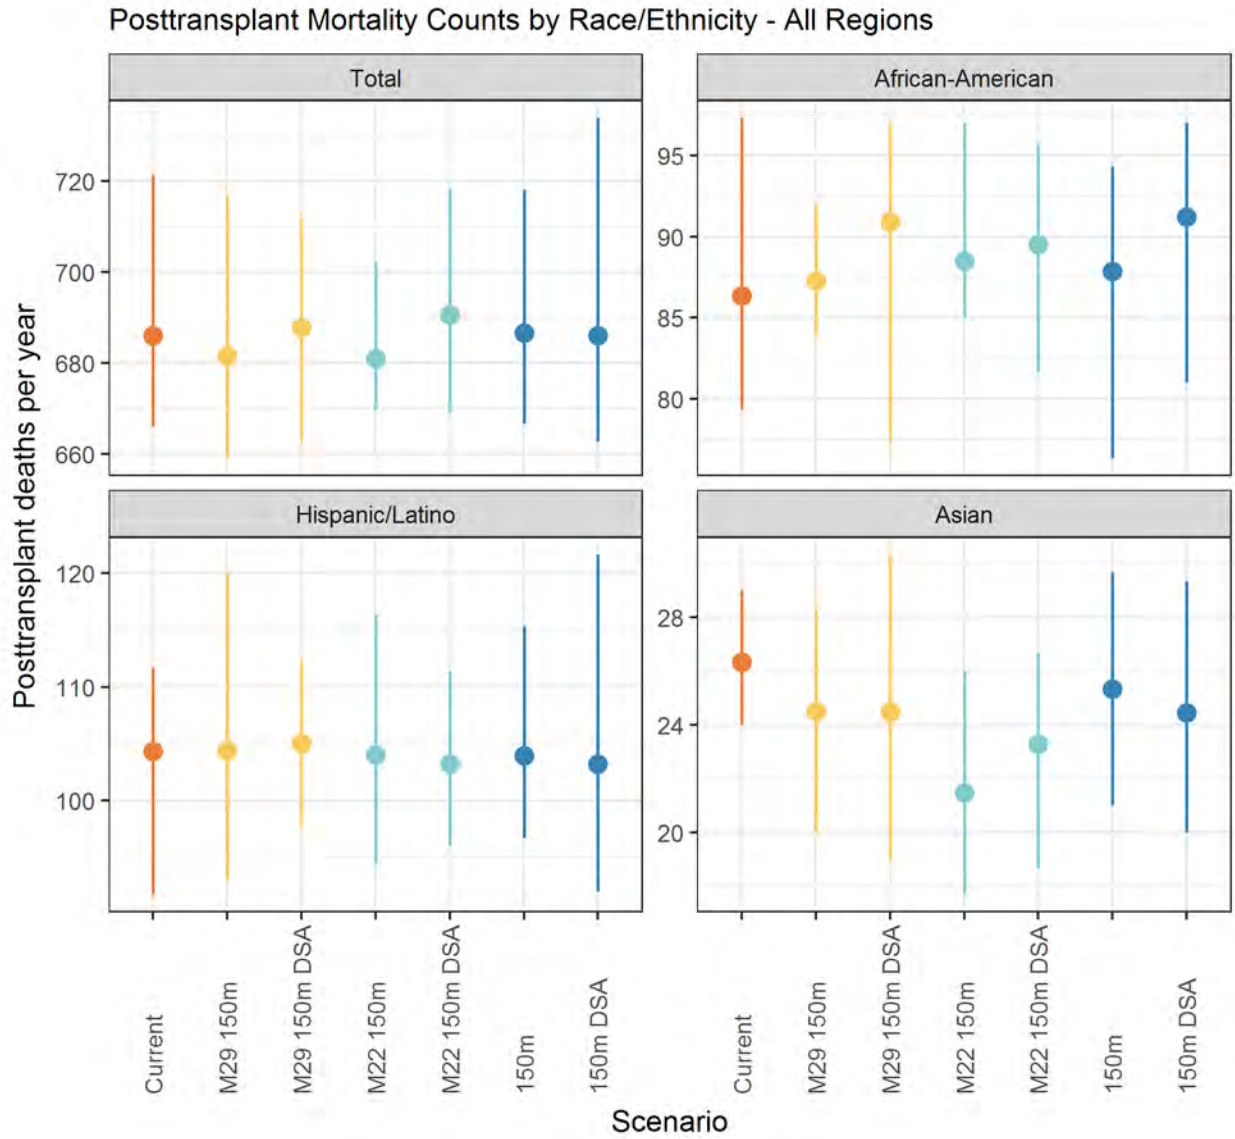 Posttransplant Mortality Counts by Race/Ethnicity - All Regions
Total
African-American
720
700
680
660
95
90
85
80
Posttransplant deaths per year
Hispanic/Latino
Asian
120
110
100
28
24
20
Current
M29 150m
M29 150m DSA
M22 150m
M22 150m DSA
150m
150m DSA
Current
M29 150m
M29 150m DSA
M22 150m
M22 150m DSA
150m
150m DSA
Scenario